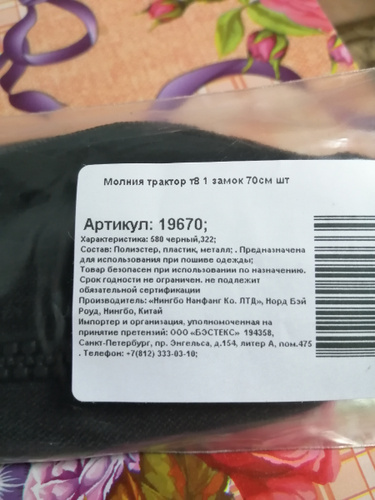 Молния трактор т8 1 замок 70см шт
Артикул: 19670;
Характеристика: 580 черный,322;
Состав: Полиэстер, пластик, металл; . Предназначена
для использования при пошиве одежды;
Товар безопасен при использовании по назначению.
Срок годности не ограничен. не подлежит
обязательной сертификации
Производитель: «Нингбо Нанфанг Ко. ЛТД», Норд Бэй
Роуд, Нингбо, Китай
Импортер и организация, уполномоченная на
принятие претензий: ООО «БЭСТЕКС» 194358,
Санкт-Петербург, пр. Энгельса, д.154, литер А, пом.475
. Телефон: +7(812) 333-03-10;